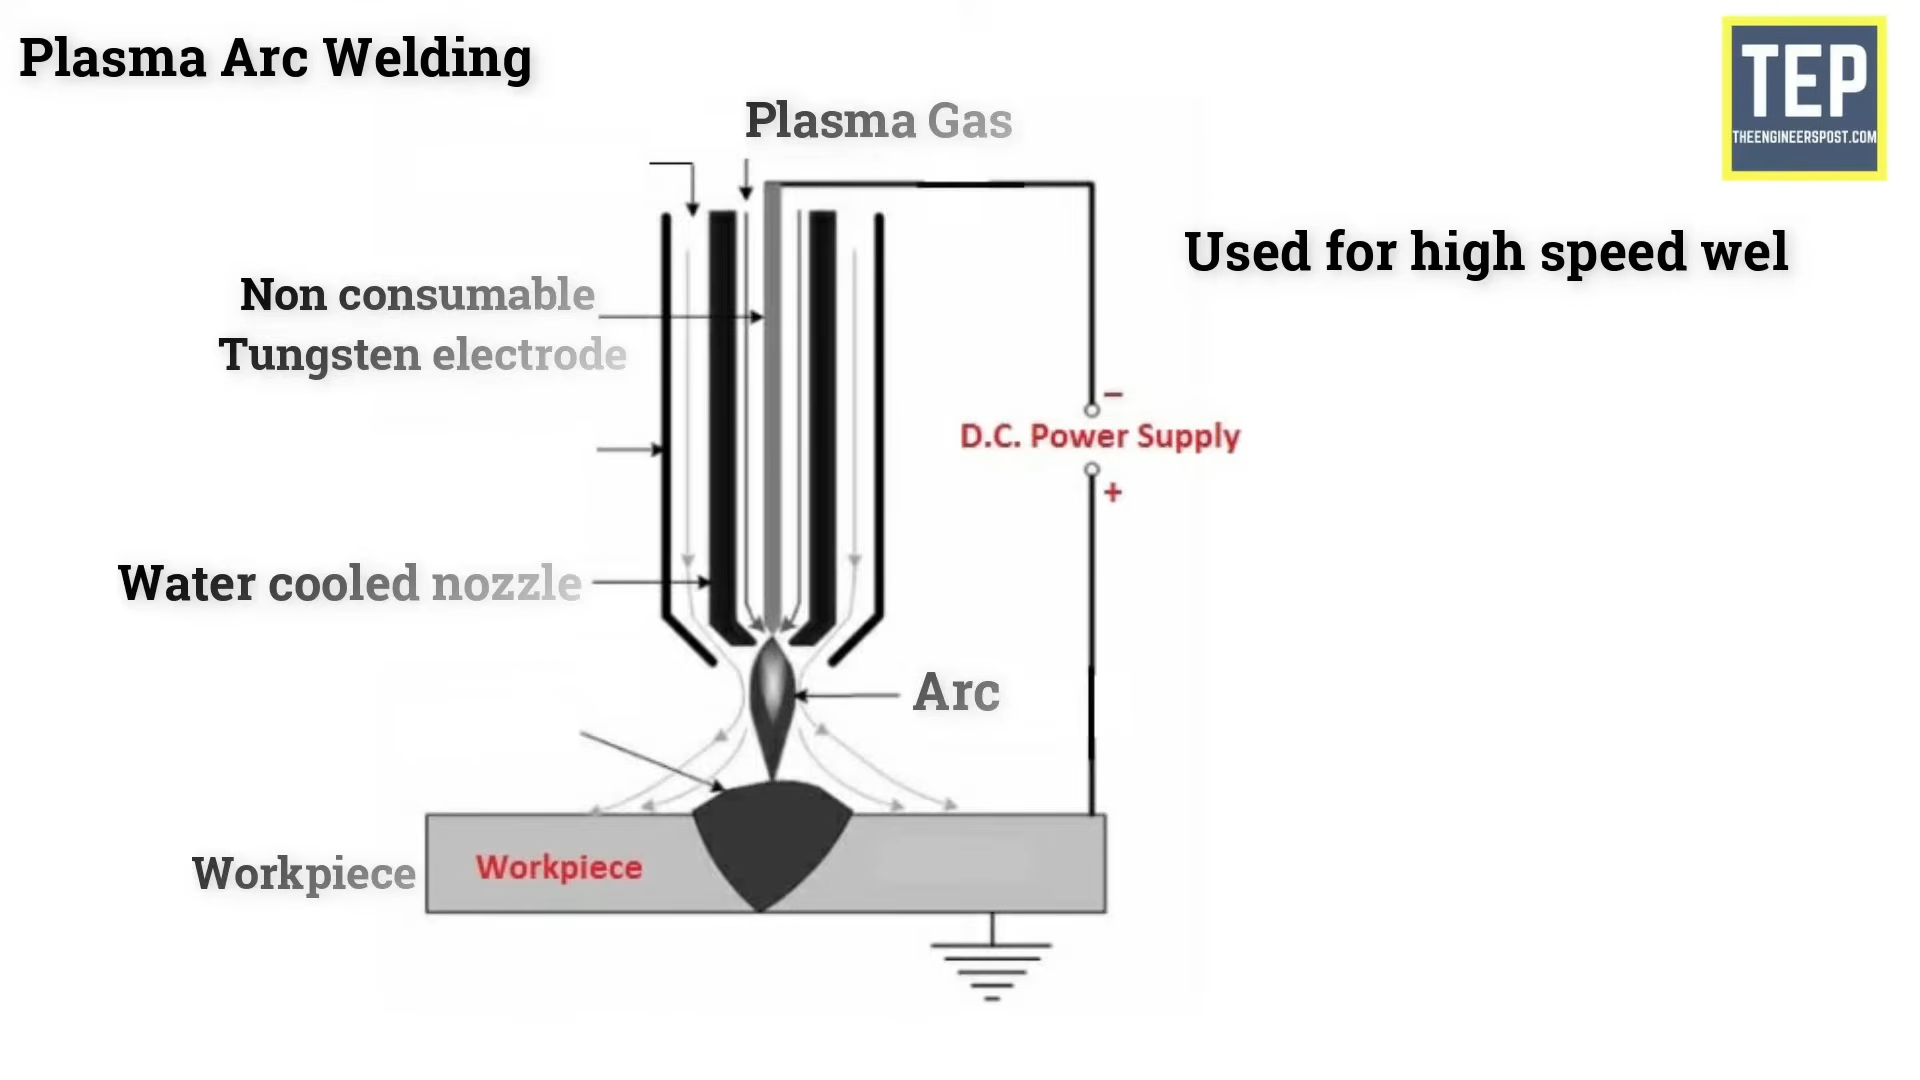 Plasma Arc Welding
TEP
THEENGINEERSPOST.COM
Plasma Gas
Used for high speed wel
Non consumable
Tungsten electrode
−
D.C. Power Supply
+
Water cooled nozzle
Arc
Workpiece
Workpiece